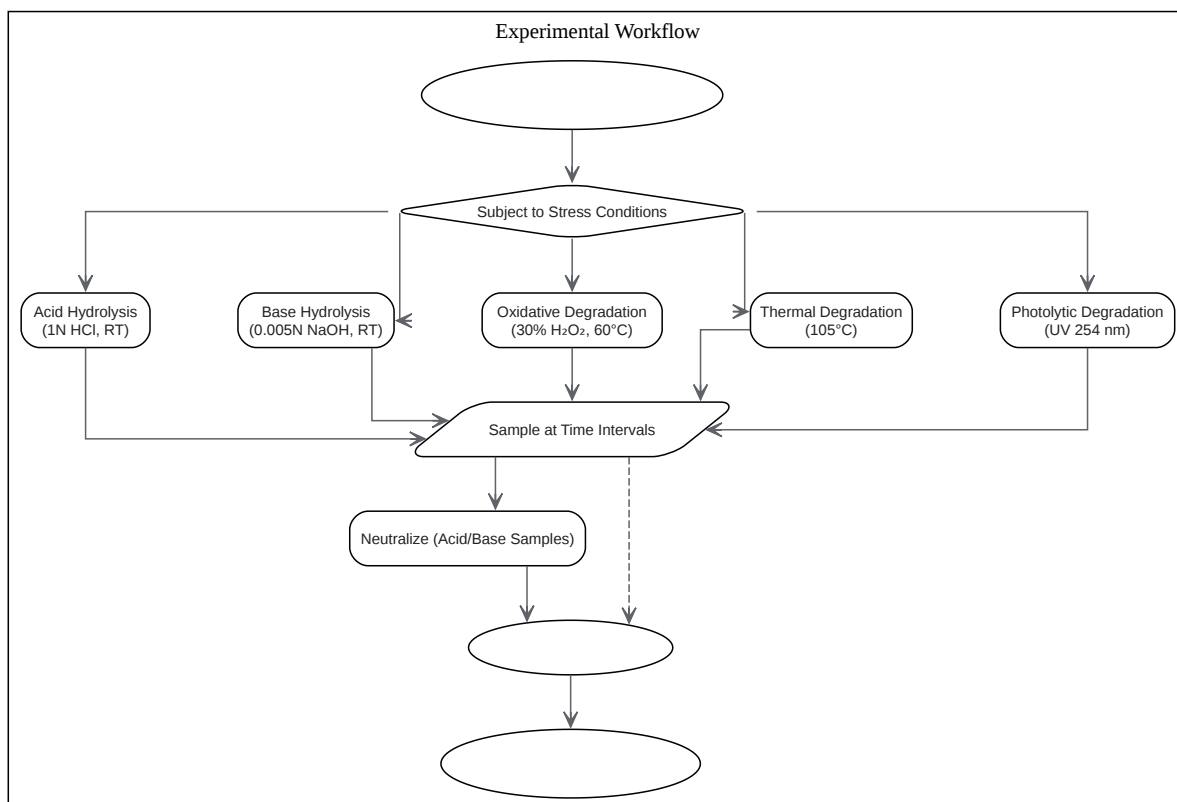 Experimental Workflow
Subject to Stress Conditions
Acid Hydrolysis
(1N HCl, RT)
Base Hydrolysis
(0.005N NaOH, RT)
Oxidative Degradation
(30% H₂O₂, 60°C)
Thermal Degradation
(105°C)
Photolytic Degradation
(UV 254 nm)
Sample at Time Intervals
Neutralize (Acid/Base Samples)